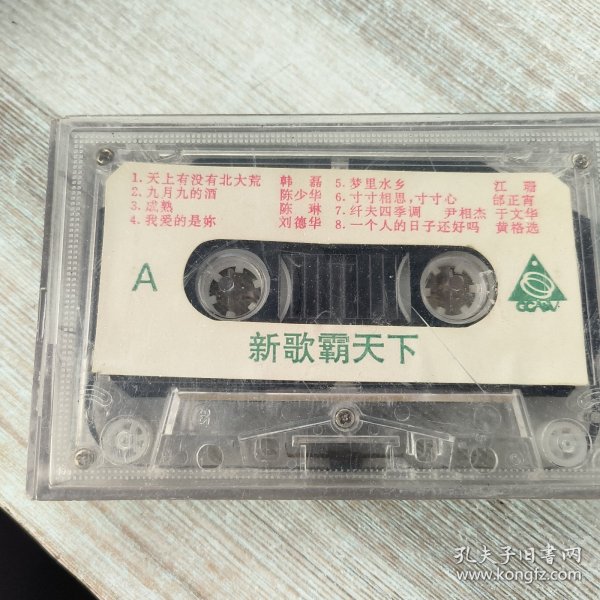 1.天上有没有北大荒 韩磊
2.九月九的酒 陈少华
3.成熟 陈琳
4.我爱的是妳 刘德华
5.梦里水乡 江珊
6.寸寸相思,寸寸心 邰正宵
7.纤夫四季调 尹相杰 于文华
8.一个人的日子还好吗 黄格选
A
新歌霸天下
孔夫子旧书网
www.kongfz.com